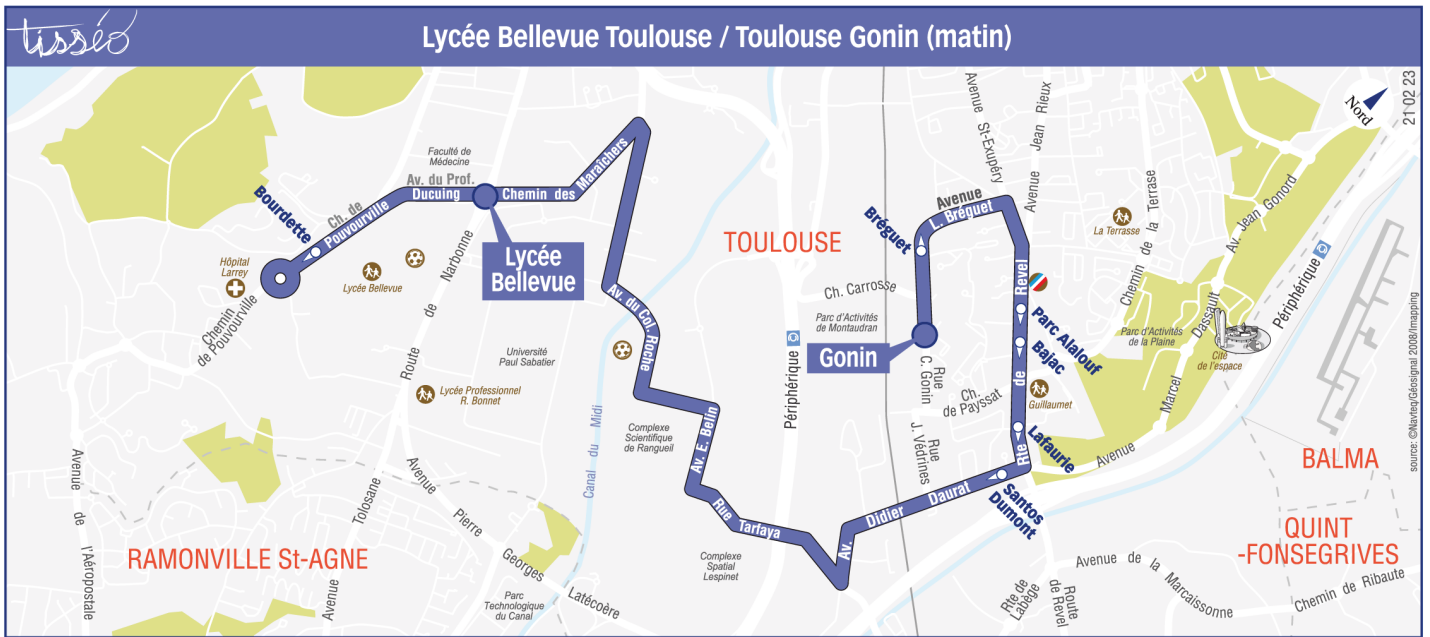 tisséo
Lycée Bellevue Toulouse / Toulouse Gonin (matin)
Nord
21 02 23
Faculté de
Médecine
Av. du Prof.
Ducuing
Chemin des
Maraîchers
Bourdette
Ch. de
Pouvourville
Hôpital
Larrey
Lycée Bellevue
Chemin
de Pouvourville
Lycée
Bellevue
Route
de
Narbonne
Université
Paul Sabatier
Lycée Professionnel
R. Bonnet
Av. du Col. Roche
Canal du Midi
Complexe
Scientifique
de Rangueil
Av. E. Belin
Rue
Tarfaya
Complexe
Spatial
Lespinet
Av.
Didier
Daurat
TOULOUSE
Périphérique
Ch. Carrosse
Parc d'Activités
de Montaudran
Bréguet
Avenue
L. Bréguet
Gonin
Rue
C. Gonin
Rue
J. Védrines
Ch.
de Payssat
Avenue
St-Exupéry
Avenue Jean Rieux
Rte
de
Revel
Parc Alalouf
Bajac
Guillaumet
Lafaurie
Santos
Dumont
La Terrasse
Chemin de la Terrase
Parc d'Activités
de la Plaine
Av. Jean Gonord
Avenue
Marcel
Dassault
Cité
de l'espace
Périphérique
BALMA
QUINT
-FONSEGRIVES
Avenue de la Marcaissonne
Chemin de Ribaute
Rte de
Labège
Route
de Revel
RAMONVILLE St-AGNE
Avenue
de
l'Aéropostale
Avenue
Tolosane
Avenue
Pierre
Georges
Latécoère
Parc
Technologique
du Canal
source: ©Navteq/Géosignal 2008/Imapping